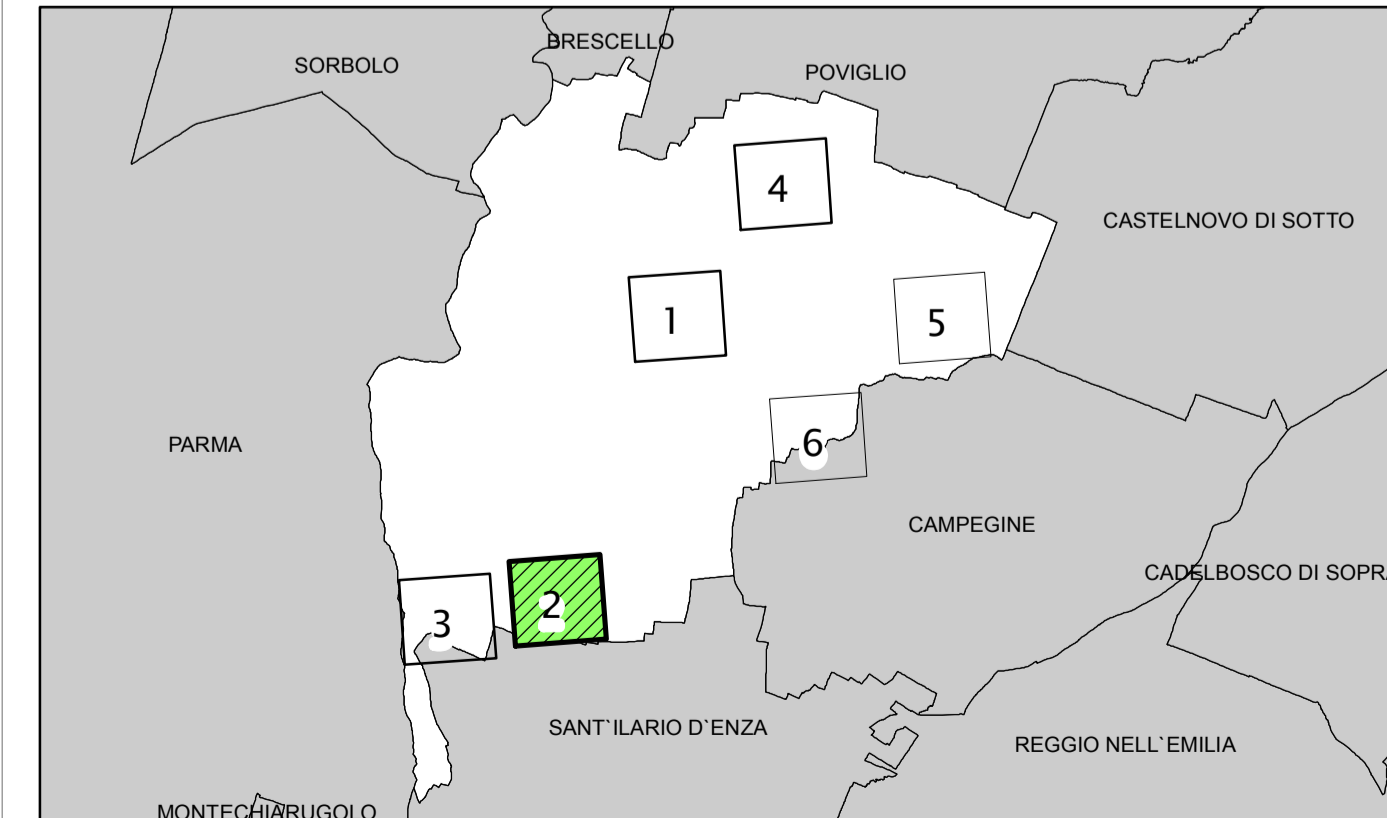 BRESCELLO
SORBOLO
POVIGLIO
4
CASTELNOVO DI SOTTO
1
5
PARMA
6
CAMPEGINE
CADELBOSCO DI SOPRA
2
3
SANT`ILARIO D`ENZA
REGGIO NELL`EMILIA
MONTECHIARUGOLO